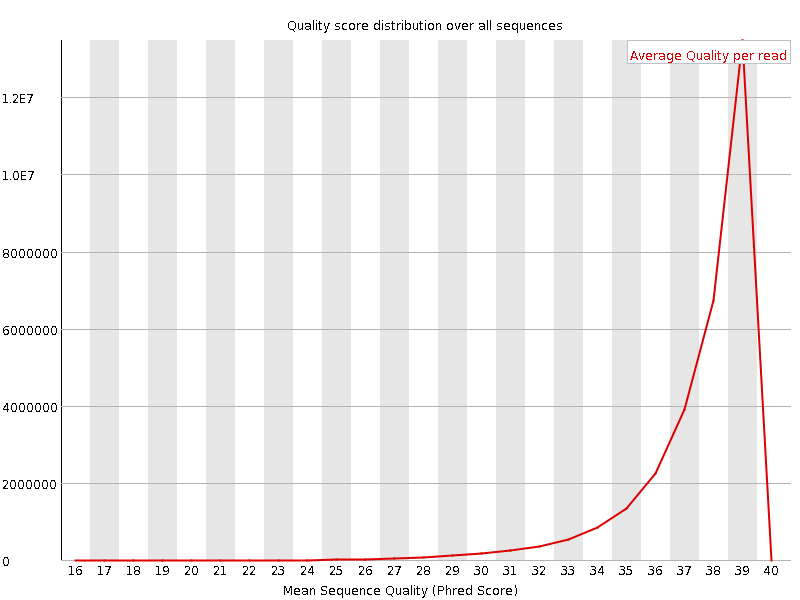 Quality score distribution over all sequences
Average Quality per read
1.2E7
1.0E7
8000000
6000000
4000000
2000000
0
16 17 18 19 20 21 22 23 24 25 26 27 28 29 30 31 32 33 34 35 36 37 38 39 40
Mean Sequence Quality (Phred Score)